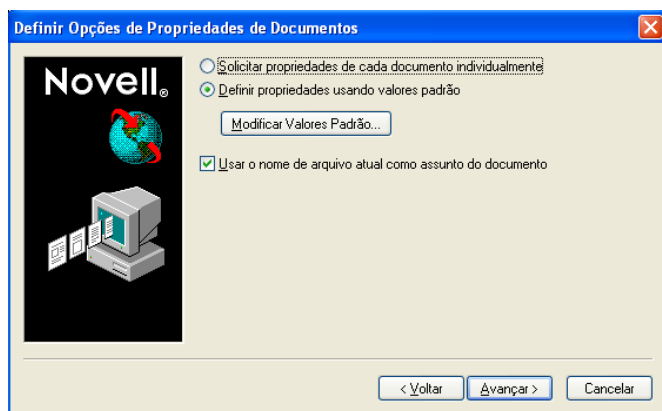 Definir Opções de Propriedades de Documentos
Novell®
Solicitar propriedades de cada documento individualmente
Definir propriedades usando valores padrão
Modificar Valores Padrão...
Usar o nome de arquivo atual como assunto do documento
< Voltar
Avançar >
Cancelar